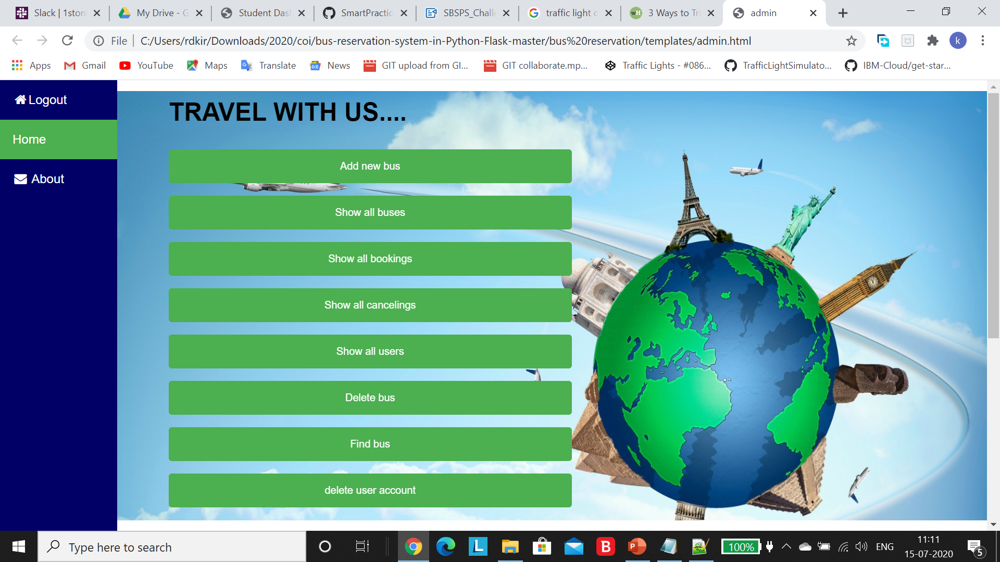 Slack | 1ston
My Drive - G
Student Das
SmartPractic
SBSPS_Challe
traffic light c
3 Ways to Tri
admin
File
C:/Users/rdkir/Downloads/2020/coi/bus-reservation-system-in-Python-Flask-master/bus%20reservation/templates/admin.html
k
Apps
Gmail
YouTube
Maps
Translate
News
GIT upload from GI...
GIT collaborate.mp...
Traffic Lights - #086...
TrafficLightSimulato...
IBM-Cloud/get-star...
Logout
Home
About
TRAVEL WITH US....
Add new bus
Show all buses
Show all bookings
Show all cancelings
Show all users
Delete bus
Find bus
delete user account
Type here to search
100%
ENG
11:11
15-07-2020
5